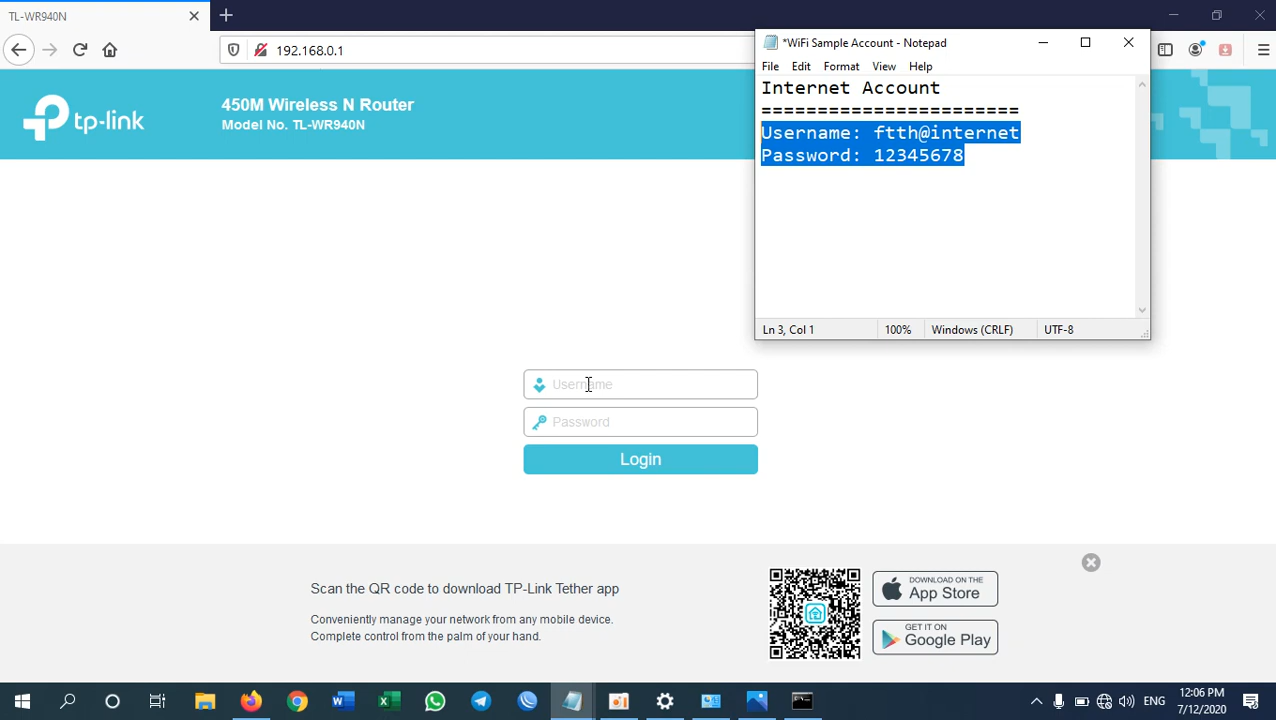 TL-WR940N
192.168.0.1
*WiFi Sample Account - Notepad
File Edit Format View Help
Internet Account
=======================
Username: ftth@internet
Password: 12345678
Ln 3, Col 1 100% Windows (CRLF) UTF-8
tp-link
450M Wireless N Router
Model No. TL-WR940N
Username
Password
Login
Scan the QR code to download TP-Link Tether app
Conveniently manage your network from any mobile device.
Complete control from the palm of your hand.
DOWNLOAD ON THE
App Store
GET IT ON
Google Play
ENG
12:06 PM
7/12/2020